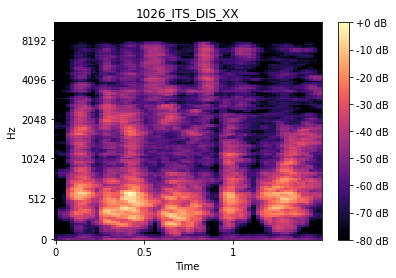 1026_ITS_DIS_XX
8192
4096
2048
1024
512
0
Hz
0
0.5
1
Time
+0 dB
-10 dB
-20 dB
-30 dB
-40 dB
-50 dB
-60 dB
-70 dB
-80 dB